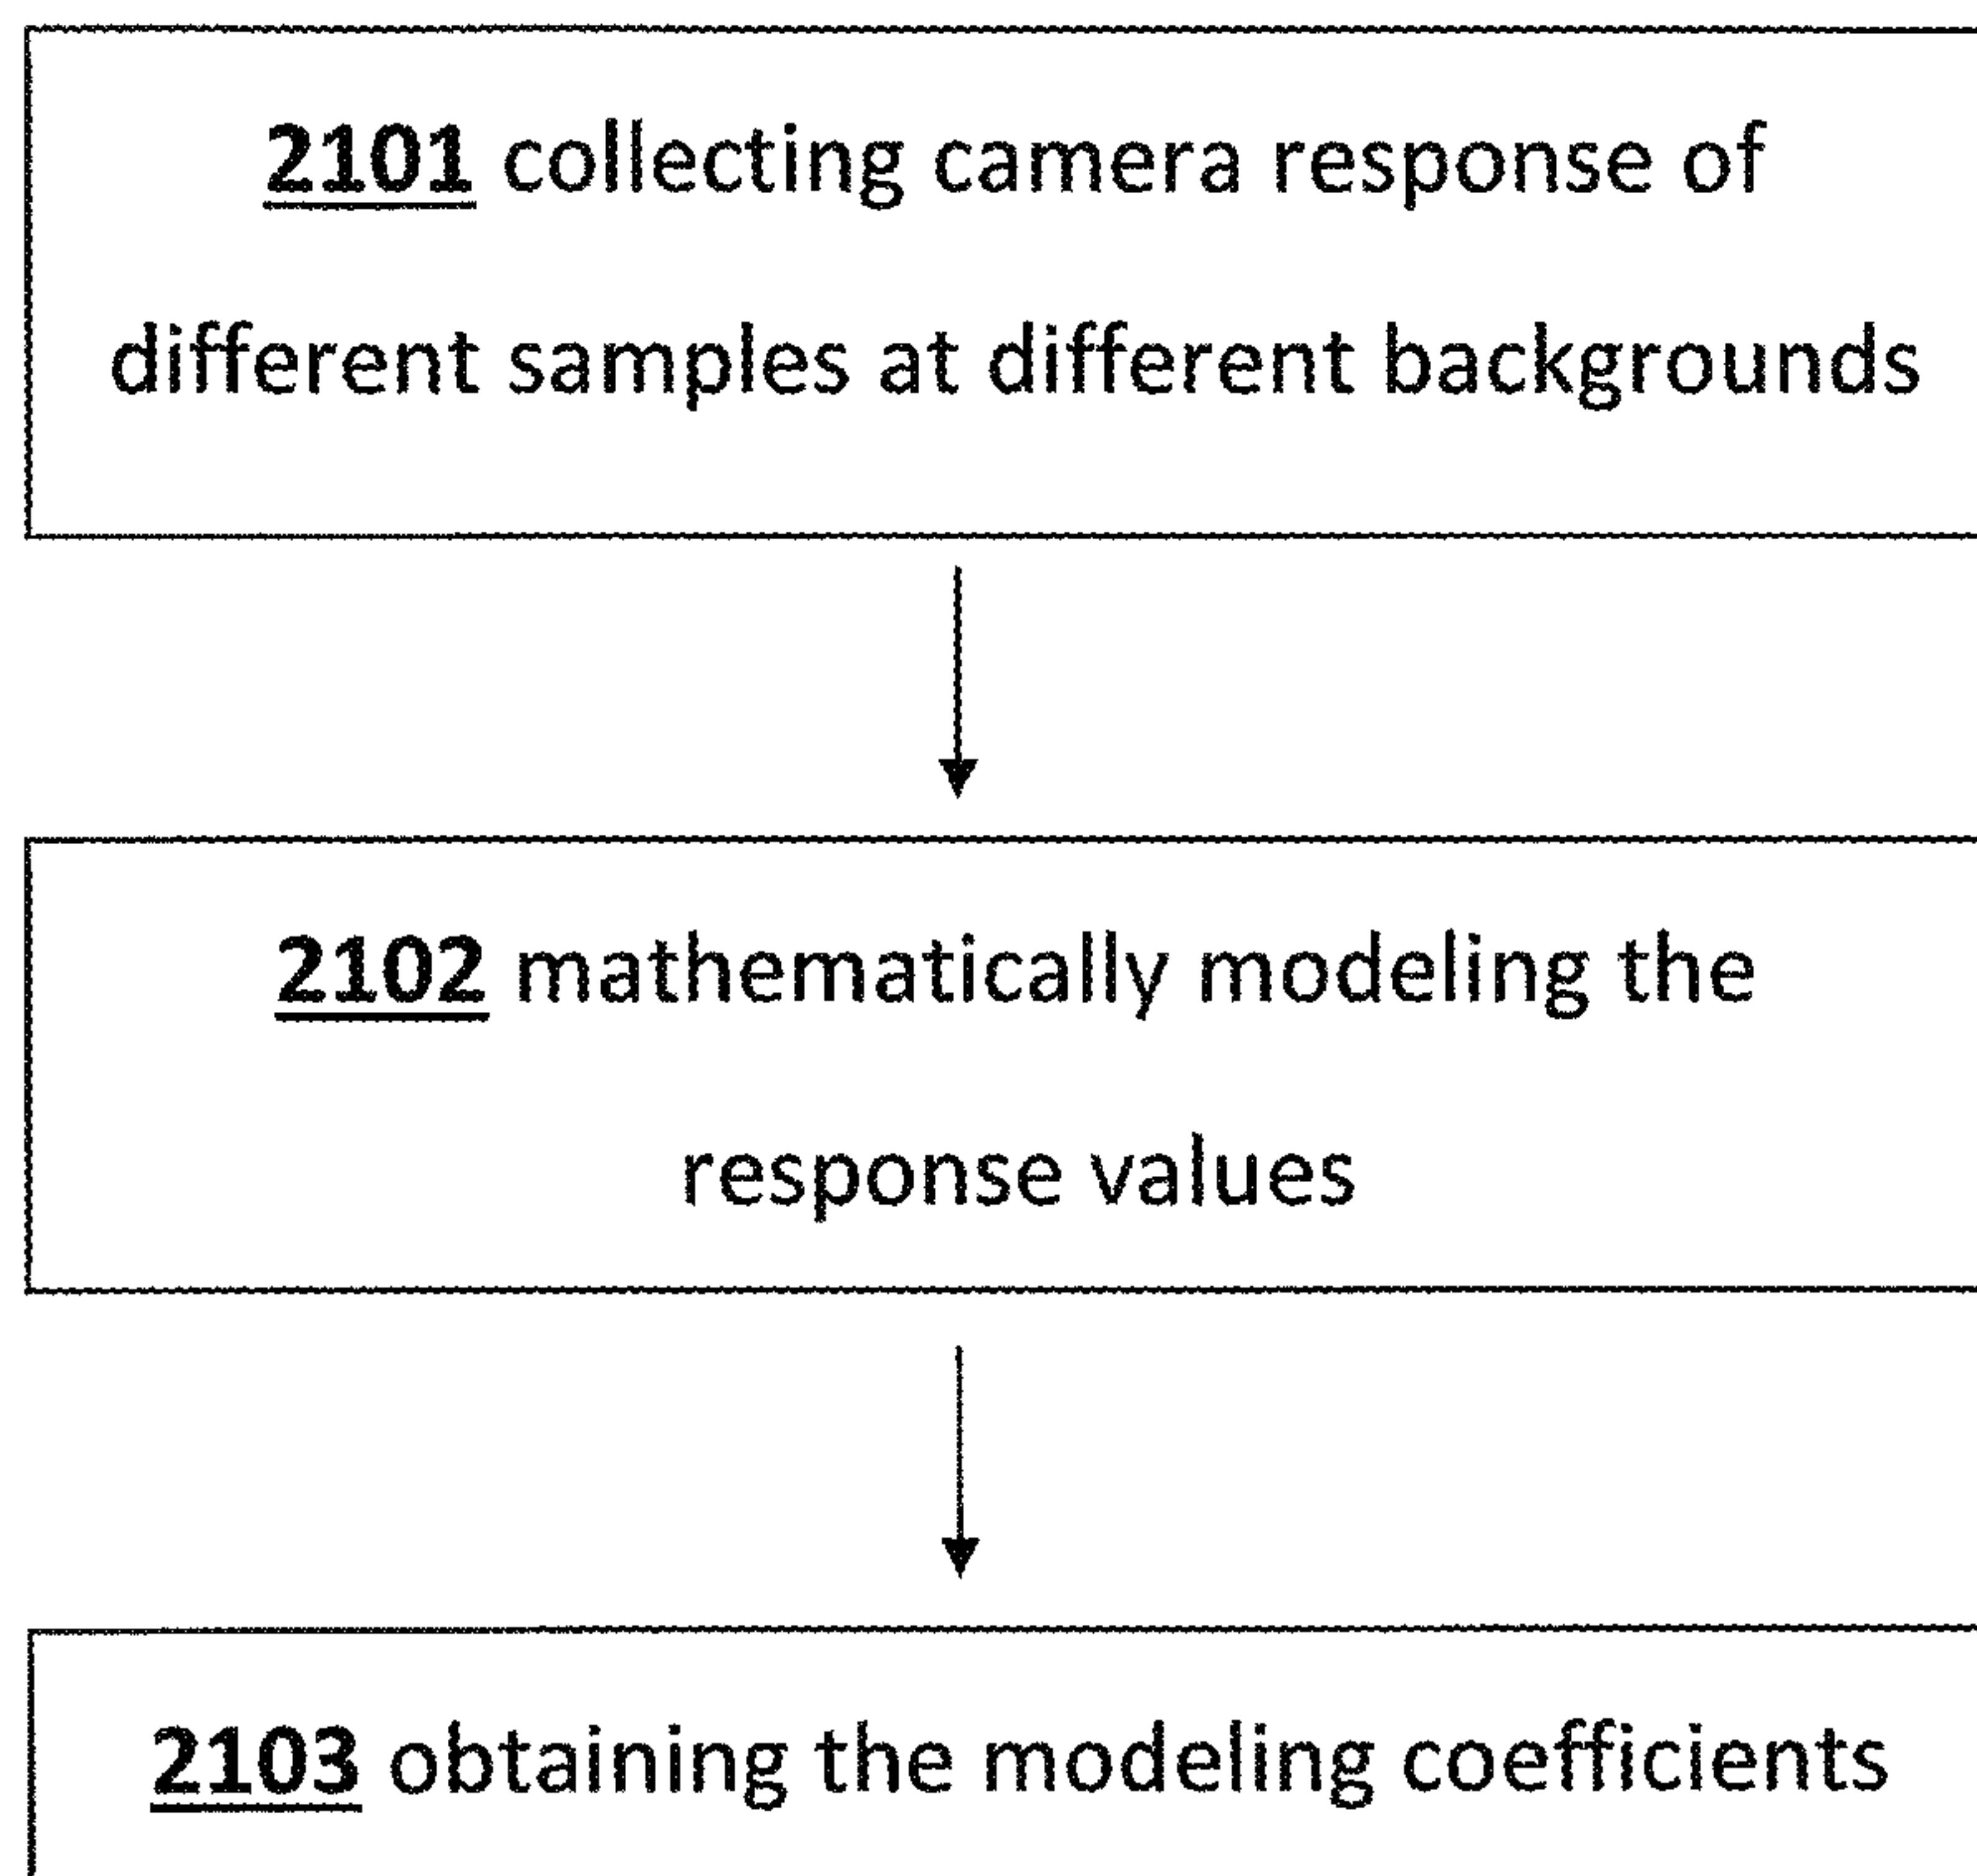 2101 collecting camera response of
different samples at different backgrounds
2102 mathematically modeling the
response values
2103 obtaining the modeling coefficients